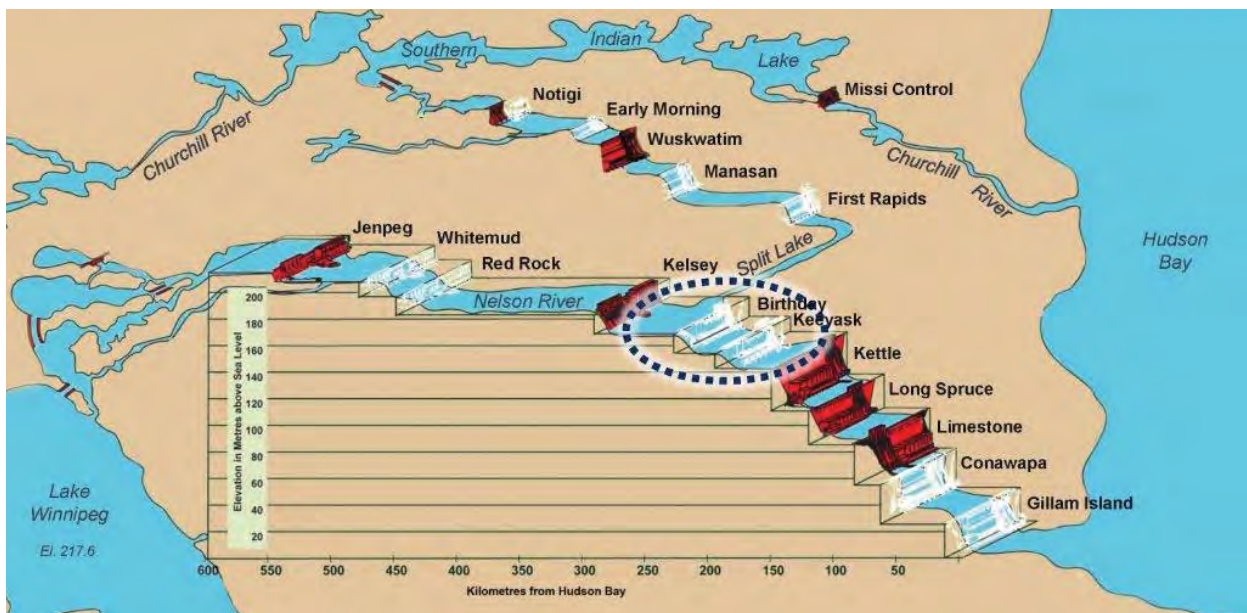 Southern
Indian
Lake
Missi Control
Notigi
Early Morning
Wuskwatim
Churchill River
Churchill
River
Manasan
First Rapids
Hudson
Bay
Jenpeg
Whitemud
Red Rock
Kelsey
Split Lake
Nelson River
Birthday
Keeyask
Kettle
Long Spruce
Limestone
Conawapa
Gillam Island
Elevation in Metres above Sea Level
200
180
160
140
120
100
80
60
40
20
Lake
Winnipeg
El. 217.6
600 550 500 450 400 350 300 250 200 150 100 50
Kilometres from Hudson Bay